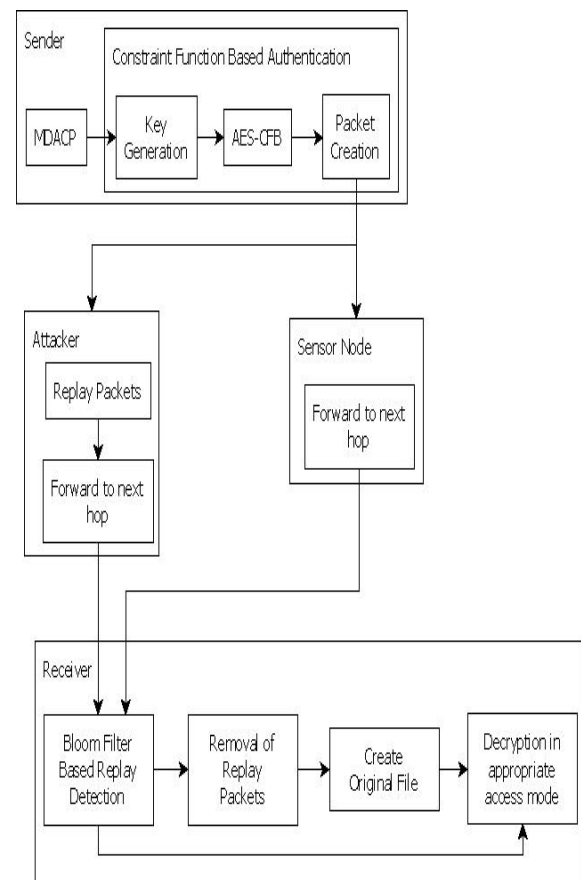 Sender
Constraint Function Based Authentication
MDACP
Key
Generation
AES-CFB
Packet
Creation
Attacker
Replay Packets
Forward to next
hop
Sensor Node
Forward to next
hop
Receiver
Bloom Filter
Based Replay
Detection
Removal of
Replay
Packets
Create
Original File
Decryption in
appropriate
access mode